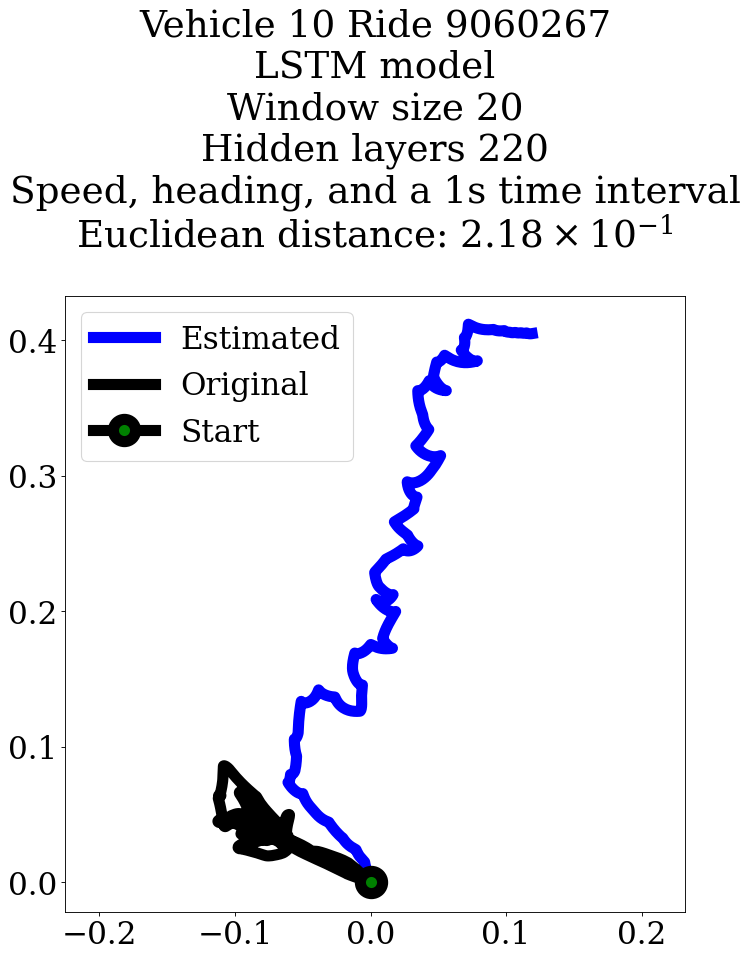 Vehicle 10 Ride 9060267
LSTM model
Window size 20
Hidden layers 220
Speed, heading, and a 1s time interval
Euclidean distance: 2.18 × 10⁻¹
Estimated
Original
Start
0.4
0.3
0.2
0.1
0.0
−0.2 −0.1 0.0 0.1 0.2